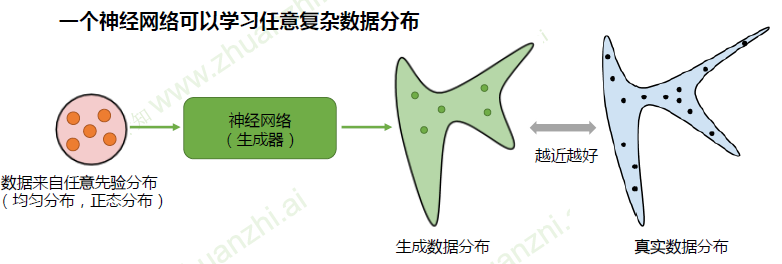 一个神经网络可以学习任意复杂数据分布
神经网络
（生成器）
越近越好
数据来自任意先验分布
（均匀分布，正态分布）
生成数据分布
真实数据分布
知 www.zhuanzhi.ai